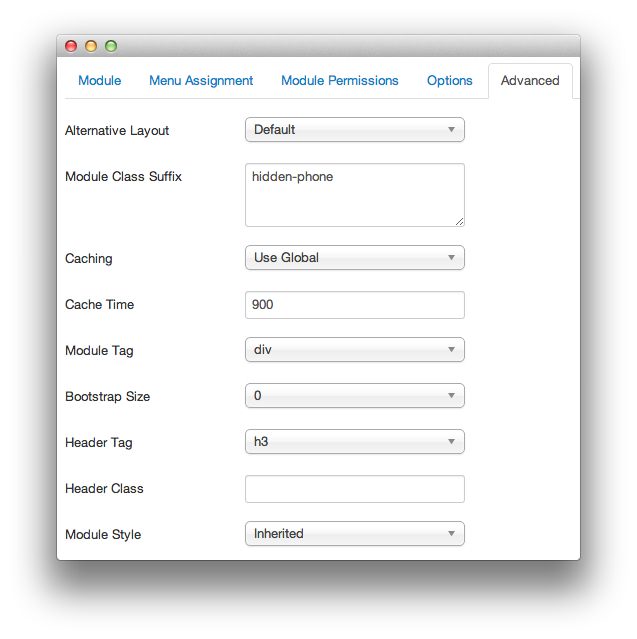 Module Menu Assignment Module Permissions Options Advanced
Alternative Layout Default
Module Class Suffix hidden-phone
Caching Use Global
Cache Time 900
Module Tag div
Bootstrap Size 0
Header Tag h3
Header Class
Module Style Inherited